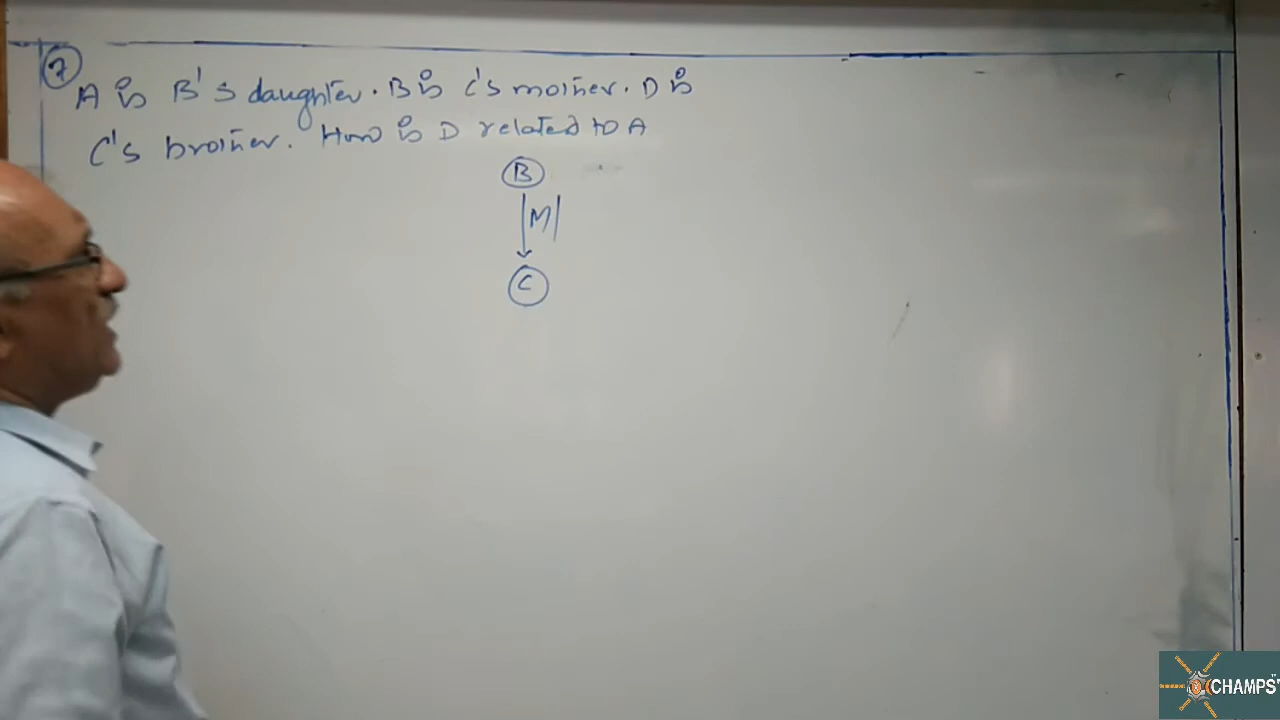 7
A is B's daughter. B is C's mother. D is
C's brother. How is D related to A
B
M
C
CHAMPS